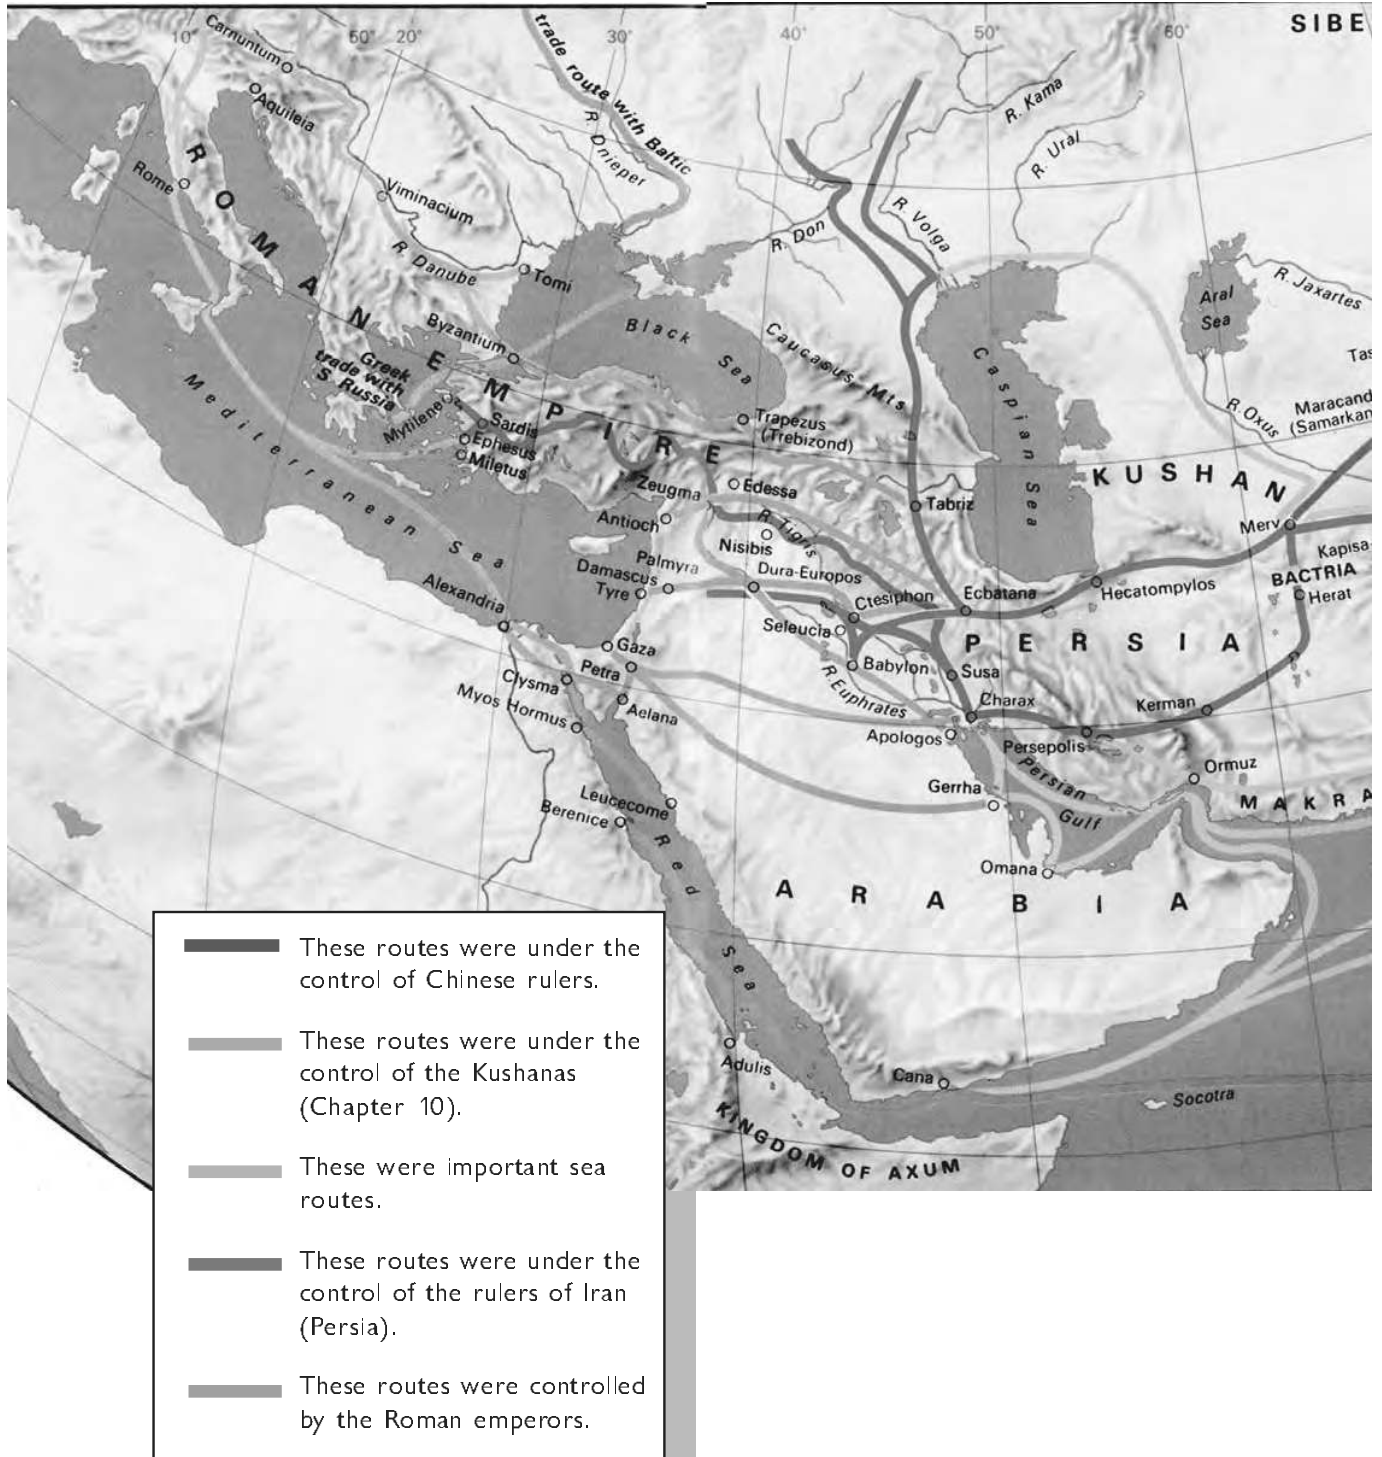 SIBE
10°
50°
20°
30°
40°
50°
60°
Carnuntum
Aquileia
trade route with Baltic
R. Dnieper
R. Kama
R. Ural
Rome
Viminacium
R. Danube
Tomi
R. Don
R. Volga
Aral
Sea
R. Jaxartes
Tas
ROMAN EMPIRE
Byzantium
Black Sea
Caucasus Mts
Caspian Sea
R. Oxus
Maracand
(Samarkan
Greek
trade with
S. Russia
Mytilene
Sardis
Ephesus
Miletus
Trapezus
(Trebizond)
Mediterranean Sea
Zeugma
Edessa
Tabriz
KUSHAN
Antioch
R. Tigris
Nisibis
Merv
Kapisa-
BACTRIA
Herat
Palmyra
Damascus
Tyre
Dura-Europos
Ctesiphon
Ecbatana
Hecatompylos
Alexandria
Seleucia
PERSIA
Gaza
Petra
Babylon
Susa
Clysma
Myos Hormus
Aelana
R. Euphrates
Charax
Kerman
Apologos
Persepolis
Ormuz
Persian
Gulf
MAKRA
Gerrha
Leucecome
Berenice
Red Sea
Omana
ARABIA
Adulis
Cana
Socotra
KINGDOM OF AXUM
These routes were under the
control of Chinese rulers.
These routes were under the
control of the Kushanas
(Chapter 10).
These were important sea
routes.
These routes were under the
control of the rulers of Iran
(Persia).
These routes were controlled
by the Roman emperors.